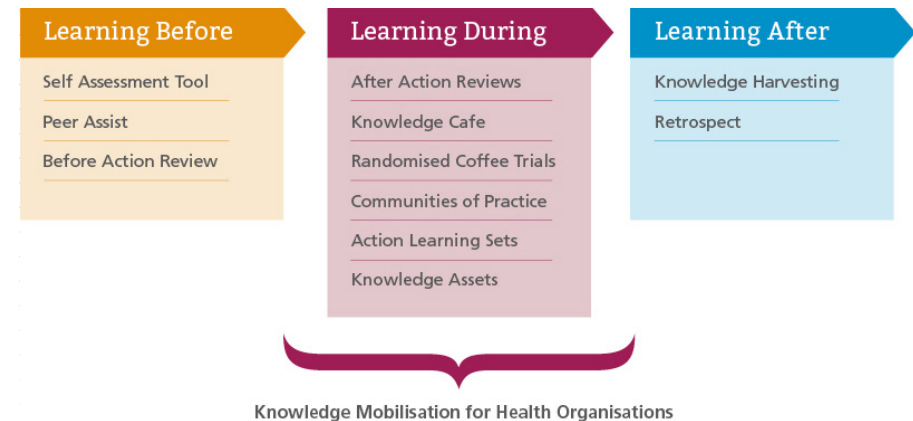 Learning Before
Self Assessment Tool
Peer Assist
Before Action Review
Learning During
After Action Reviews
Knowledge Cafe
Randomised Coffee Trials
Communities of Practice
Action Learning Sets
Knowledge Assets
Learning After
Knowledge Harvesting
Retrospect
Knowledge Mobilisation for Health Organisations